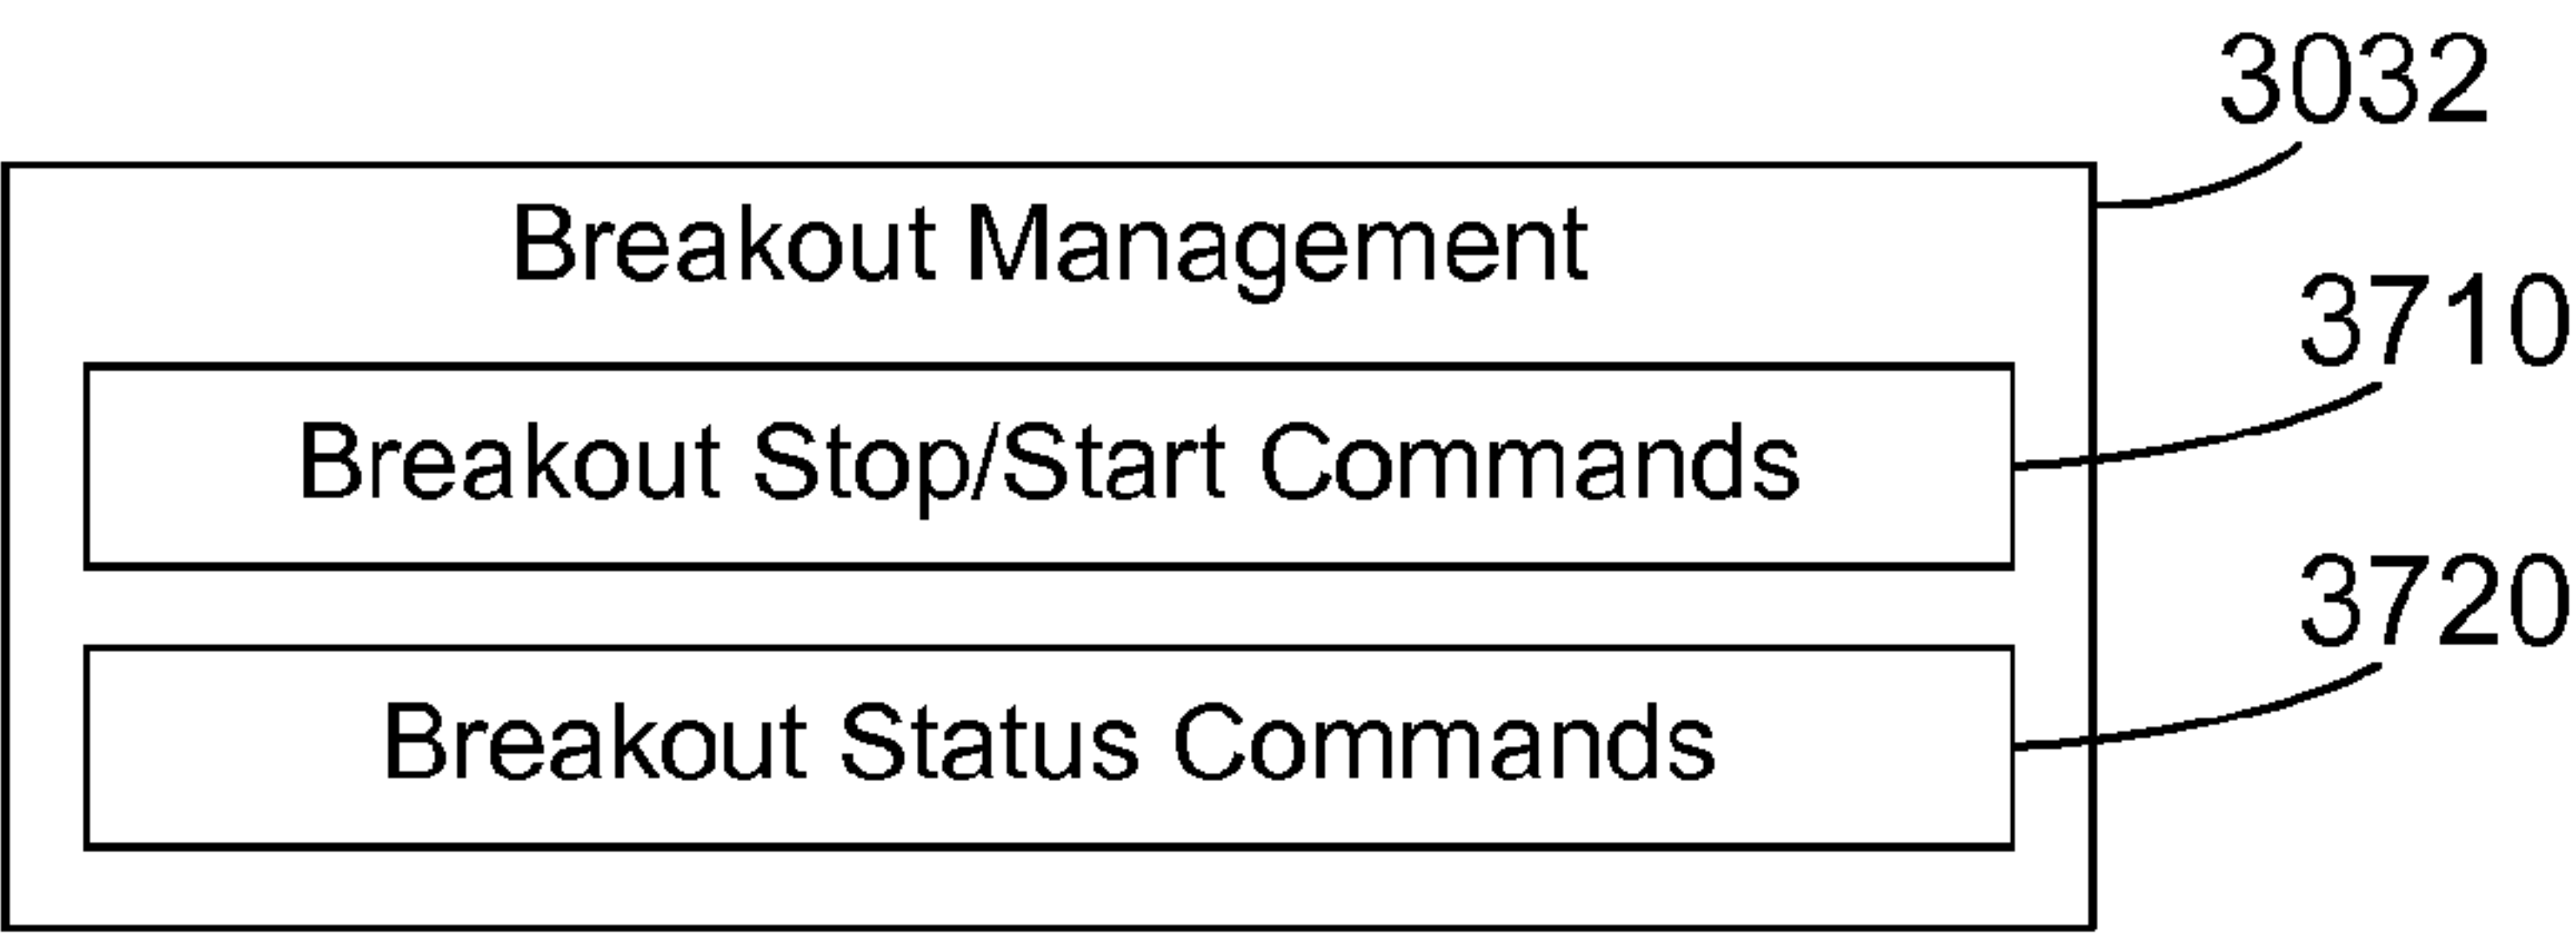 3032
Breakout Management
3710
Breakout Stop/Start Commands
3720
Breakout Status Commands